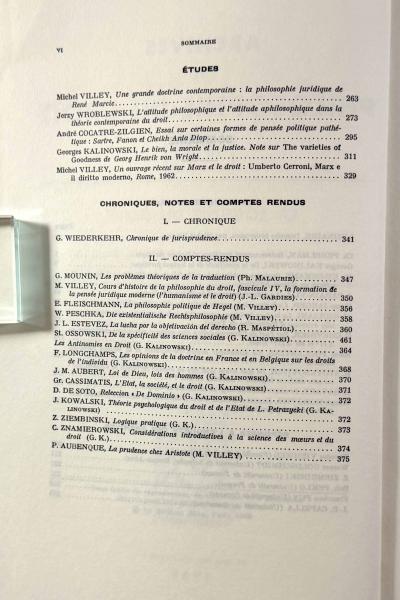 VI
SOMMAIRE
ÉTUDES
Michel VILLEY, Une grande doctrine contemporaine : la philosophie juridique de
René Marcic .......... 263
Jerzy WROBLEWSKI, L'attitude philosophique et l'attitude aphilosophique dans la
théorie contemporaine du droit .......... 273
André COCATRE-ZILGIEN, Essai sur certaines formes de pensée politique pathé-
tique : Sartre, Fanon et Cheikh Anta Diop .......... 295
Georges KALINOWSKI, Le bien, la morale et la justice. Note sur The varieties of
Goodness de Georg Henrik von Wright .......... 311
Michel VILLEY, Un ouvrage récent sur Marx et le droit : Umberto Cerroni, Marx e
il diritto moderno, Rome, 1962 .......... 329
CHRONIQUES, NOTES ET COMPTES RENDUS
I. — CHRONIQUE
G. WIEDERKEHR, Chronique de jurisprudence .......... 341
II. — COMPTES-RENDUS
G. MOUNIN, Les problèmes théoriques de la traduction (Ph. MALAURIE) .......... 347
M. VILLEY, Cours d'histoire de la philosophie du droit, fascicule IV, la formation de
la pensée juridique moderne (l'humanisme et le droit) (J.-L. GARDIES) .......... 350
E. FLEISCHMANN, La philosophie politique de Hegel (M. VILLEY) .......... 356
W. PESCHKA, Die existentialistische Rechtsphilosophie (M. VILLEY) .......... 358
J. L. ESTEVEZ, La lucha por la objetivación del derecho (R. MASPÉTIOL) .......... 360
St. OSSOWSKI, De la spécificité des sciences sociales (G. KALINOWSKI) .......... 461
Les Antinomies en Droit (G. KALINOWSKI) .......... 364
F. LONGCHAMPS, Les opinions de la doctrine en France et en Belgique sur les droits
de l'individu (G. KALINOWSKI) .......... 368
J. M. AUBERT, Loi de Dieu, lois des hommes (G. KALINOWSKI) .......... 370
Gr. CASSIMATIS, L'Etat, la société, et le droit (G. KALINOWSKI) .......... 371
D. DE SOTO, Releccion « De Dominio » (G. KALINOWSKI) .......... 372
J. KOWALSKI, Théorie psychologique du droit et de l'Etat de L. Petrazycki (G. KA-
LINOWSKI) .......... 372
Z. ZIEMBINSKI, Logique pratique (G. K.) .......... 373
C. ZNAMIEROWSKI, Considérations introductives à la science des mœurs et du
droit (G. K.) .......... 374
P. AUBENQUE, La prudence chez Aristote (M. VILLEY) .......... 375